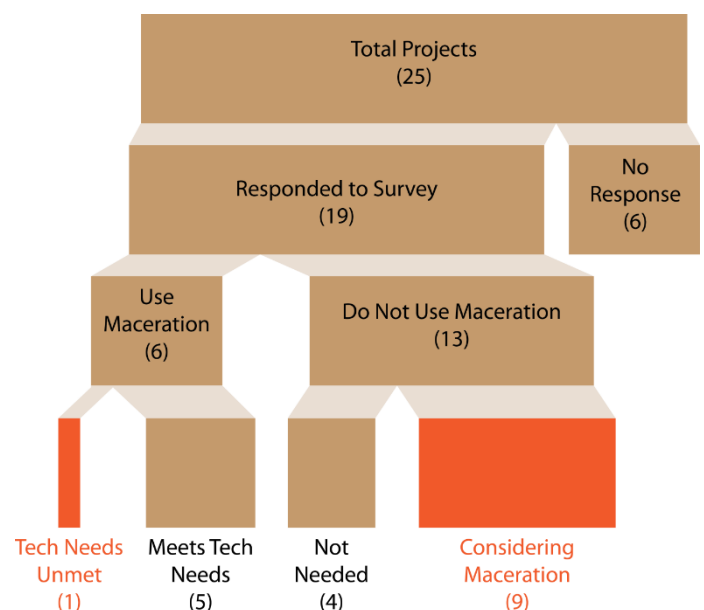 Total Projects
(25)
Responded to Survey
(19)
No
Response
(6)
Use
Maceration
(6)
Do Not Use Maceration
(13)
Tech Needs
Unmet
(1)
Meets Tech
Needs
(5)
Not
Needed
(4)
Considering
Maceration
(9)